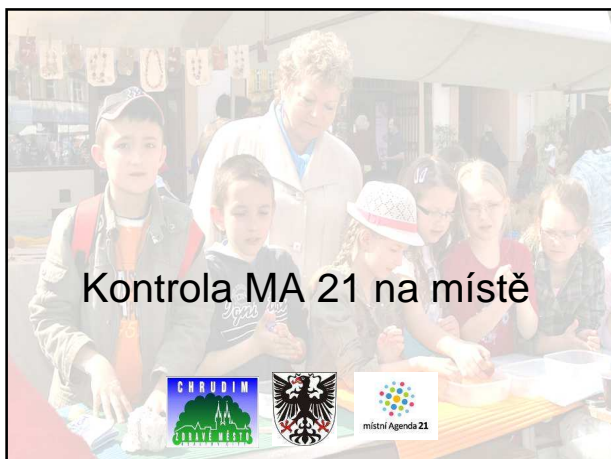 Kontrola MA 21 na místě
CHRUDIM
ZDRAVÉ MĚSTO
místní Agenda 21